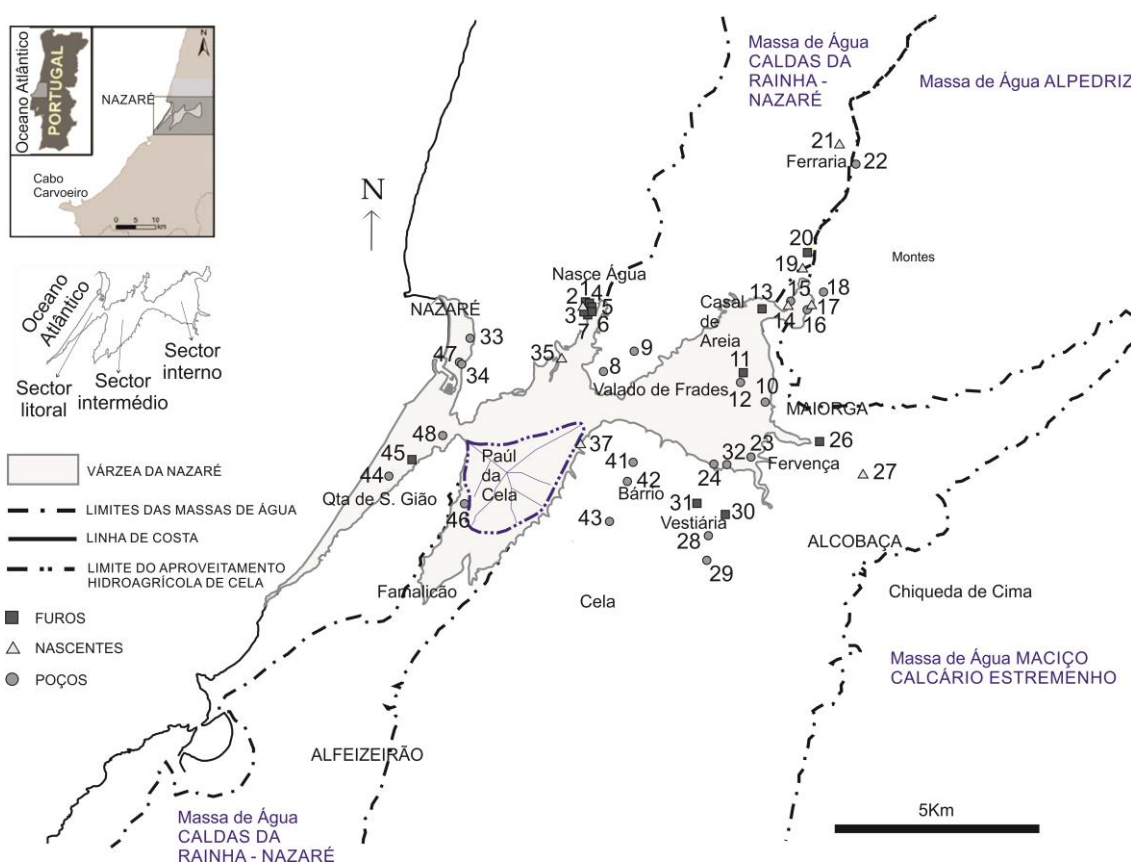 Oceano Atlântico
PORTUGAL
N
NAZARÉ
Cabo
Carvoeiro
0 5 10
km
Oceano
Atlântico
Sector
interno
Sector
litoral
Sector
intermédio
VÁRZEA DA NAZARÉ
LIMITES DAS MASSAS DE ÁGUA
LINHA DE COSTA
LIMITE DO APROVEITAMENTO
HIDROAGRÍCOLA DE CELA
FUROS
NASCENTES
POÇOS
Massa de Água
CALDAS DA
RAINHA -
NAZARÉ
Massa de Água ALPEDRIZ
N
21
Ferraria
22
20
19
Montes
Nasce Água
2
1
4
3
5
6
7
13
15
18
14
17
16
Casal
de
Areia
NAZARÉ
33
47
34
35
8
9
11
Valado de Frades
12
10
MAIORGA
48
45
44
Qta de S. Gião
46
Paúl
da
Cela
37
41
42
Bárrio
43
24
32
23
Fervença
26
27
31
Vestiária
30
28
29
ALCOBAÇA
Famalicão
Cela
Chiqueda de Cima
Massa de Água MACIÇO
CALCÁRIO ESTREMENHO
ALFEIZEIRÃO
Massa de Água
CALDAS DA
RAINHA - NAZARÉ
5Km